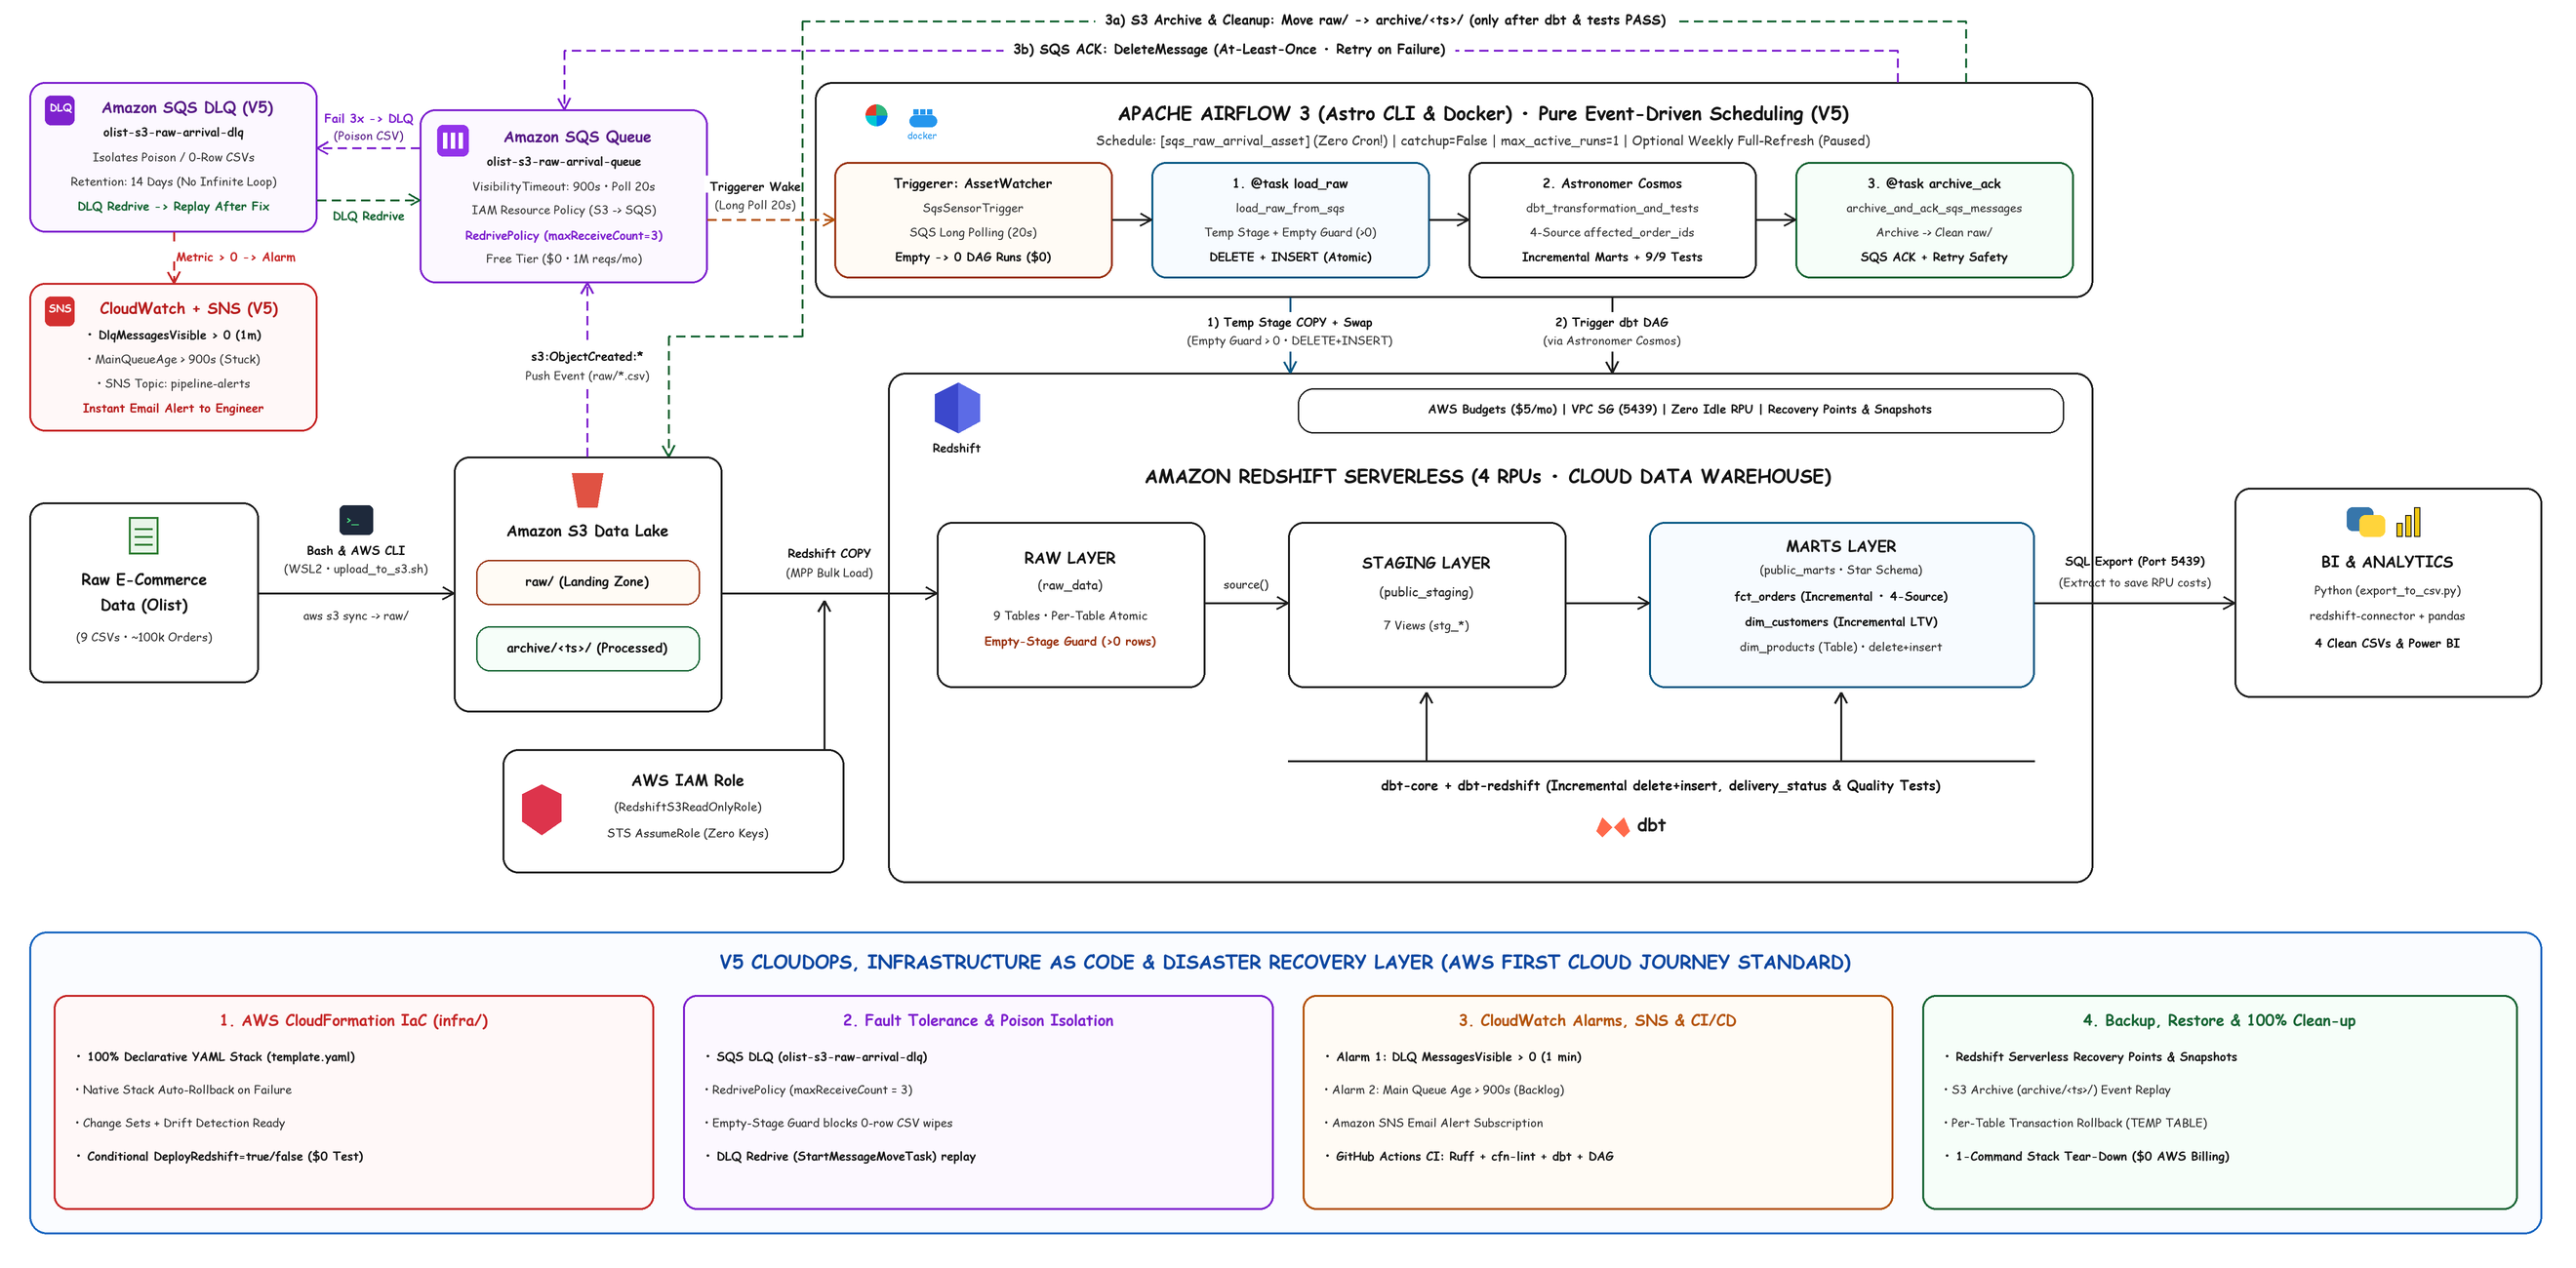 3a) S3 Archive & Cleanup: Move raw/ -> archive/<ts>/ (only after dbt & tests PASS)
3b) SQS ACK: DeleteMessage (At-Least-Once • Retry on Failure)
DLQ
Amazon SQS DLQ (V5)
olist-s3-raw-arrival-dlq
Isolates Poison / 0-Row CSVs
Retention: 14 Days (No Infinite Loop)
DLQ Redrive -> Replay After Fix
Fail 3x -> DLQ
(Poison CSV)
DLQ Redrive
Amazon SQS Queue
olist-s3-raw-arrival-queue
VisibilityTimeout: 900s • Poll 20s
IAM Resource Policy (S3 -> SQS)
RedrivePolicy (maxReceiveCount=3)
Free Tier ($0 • 1M reqs/mo)
Triggerer Wake
(Long Poll 20s)
docker
APACHE AIRFLOW 3 (Astro CLI & Docker) • Pure Event-Driven Scheduling (V5)
Schedule: [sqs_raw_arrival_asset] (Zero Cron!) | catchup=False | max_active_runs=1 | Optional Weekly Full-Refresh (Paused)
Triggerer: AssetWatcher
SqsSensorTrigger
SQS Long Polling (20s)
Empty -> 0 DAG Runs ($0)
1. @task load_raw
load_raw_from_sqs
Temp Stage + Empty Guard (>0)
DELETE + INSERT (Atomic)
2. Astronomer Cosmos
dbt_transformation_and_tests
4-Source affected_order_ids
Incremental Marts + 9/9 Tests
3. @task archive_ack
archive_and_ack_sqs_messages
Archive -> Clean raw/
SQS ACK + Retry Safety
Metric > 0 -> Alarm
SNS
CloudWatch + SNS (V5)
• DlqMessagesVisible > 0 (1m)
• MainQueueAge > 900s (Stuck)
• SNS Topic: pipeline-alerts
Instant Email Alert to Engineer
s3:ObjectCreated:*
Push Event (raw/*.csv)
1) Temp Stage COPY + Swap
(Empty Guard > 0 • DELETE+INSERT)
2) Trigger dbt DAG
(via Astronomer Cosmos)
Redshift
AWS Budgets ($5/mo) | VPC SG (5439) | Zero Idle RPU | Recovery Points & Snapshots
AMAZON REDSHIFT SERVERLESS (4 RPUs • CLOUD DATA WAREHOUSE)
Raw E-Commerce
Data (Olist)
(9 CSVs • ~100k Orders)
>_
Bash & AWS CLI
(WSL2 • upload_to_s3.sh)
aws s3 sync -> raw/
Amazon S3 Data Lake
raw/ (Landing Zone)
archive/<ts>/ (Processed)
Redshift COPY
(MPP Bulk Load)
RAW LAYER
(raw_data)
9 Tables • Per-Table Atomic
Empty-Stage Guard (>0 rows)
source()
STAGING LAYER
(public_staging)
7 Views (stg_*)
MARTS LAYER
(public_marts • Star Schema)
fct_orders (Incremental • 4-Source)
dim_customers (Incremental LTV)
dim_products (Table) • delete+insert
SQL Export (Port 5439)
(Extract to save RPU costs)
BI & ANALYTICS
Python (export_to_csv.py)
redshift-connector + pandas
4 Clean CSVs & Power BI
AWS IAM Role
(RedshiftS3ReadOnlyRole)
STS AssumeRole (Zero Keys)
dbt-core + dbt-redshift (Incremental delete+insert, delivery_status & Quality Tests)
dbt
V5 CLOUDOPS, INFRASTRUCTURE AS CODE & DISASTER RECOVERY LAYER (AWS FIRST CLOUD JOURNEY STANDARD)
1. AWS CloudFormation IaC (infra/)
• 100% Declarative YAML Stack (template.yaml)
• Native Stack Auto-Rollback on Failure
• Change Sets + Drift Detection Ready
• Conditional DeployRedshift=true/false ($0 Test)
2. Fault Tolerance & Poison Isolation
• SQS DLQ (olist-s3-raw-arrival-dlq)
• RedrivePolicy (maxReceiveCount = 3)
• Empty-Stage Guard blocks 0-row CSV wipes
• DLQ Redrive (StartMessageMoveTask) replay
3. CloudWatch Alarms, SNS & CI/CD
• Alarm 1: DLQ MessagesVisible > 0 (1 min)
• Alarm 2: Main Queue Age > 900s (Backlog)
• Amazon SNS Email Alert Subscription
• GitHub Actions CI: Ruff + cfn-lint + dbt + DAG
4. Backup, Restore & 100% Clean-up
• Redshift Serverless Recovery Points & Snapshots
• S3 Archive (archive/<ts>/) Event Replay
• Per-Table Transaction Rollback (TEMP TABLE)
• 1-Command Stack Tear-Down ($0 AWS Billing)